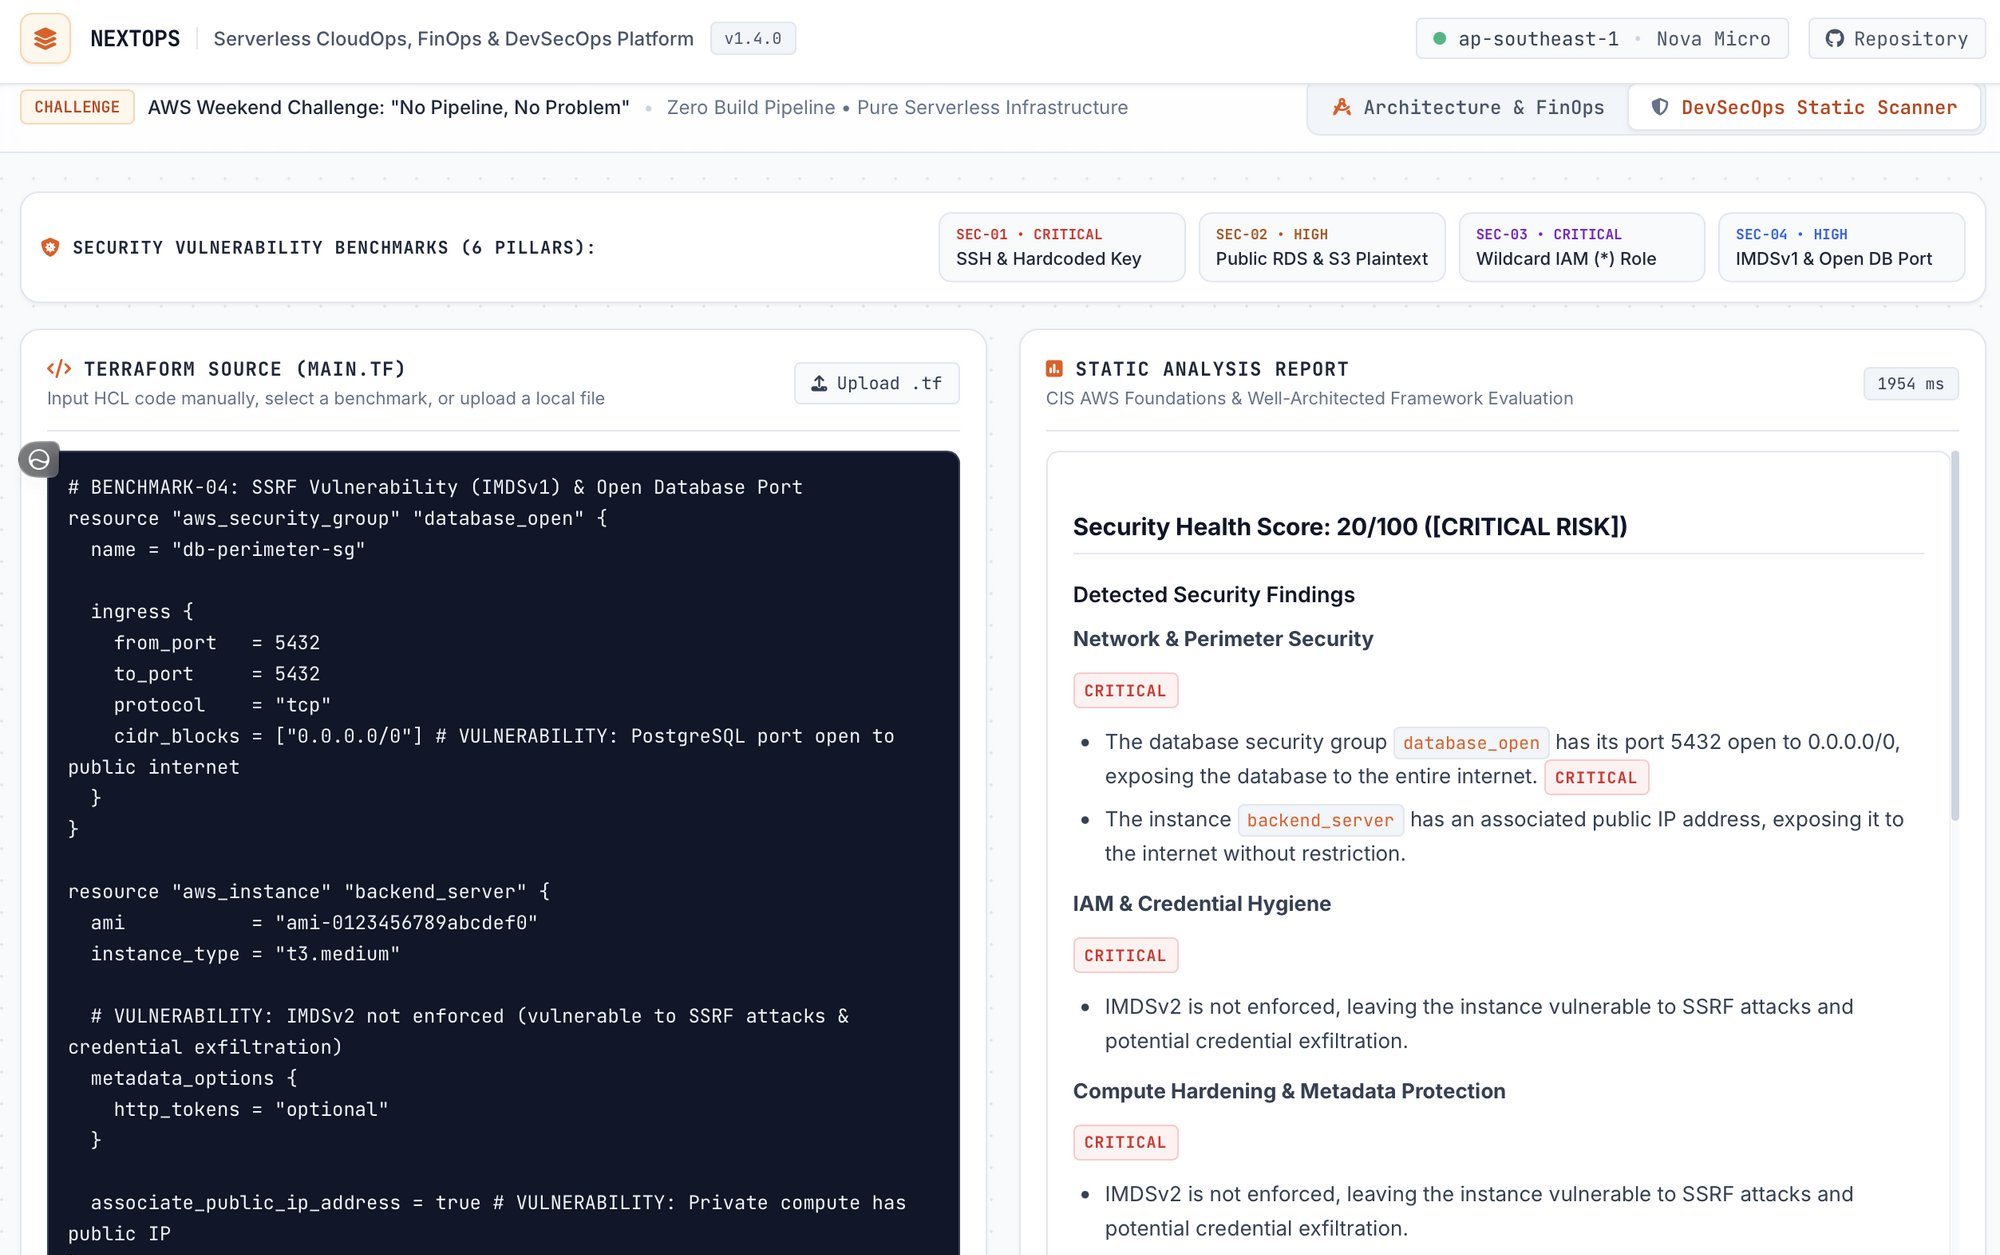 NEXTOPS
Serverless CloudOps, FinOps & DevSecOps Platform
v1.4.0
ap-southeast-1 • Nova Micro
Repository
CHALLENGE
AWS Weekend Challenge: "No Pipeline, No Problem" • Zero Build Pipeline • Pure Serverless Infrastructure
Architecture & FinOps
DevSecOps Static Scanner
SECURITY VULNERABILITY BENCHMARKS (6 PILLARS):
SEC-01 • CRITICAL
SSH & Hardcoded Key
SEC-02 • HIGH
Public RDS & S3 Plaintext
SEC-03 • CRITICAL
Wildcard IAM (*) Role
SEC-04 • HIGH
IMDSv1 & Open DB Port
TERRAFORM SOURCE (MAIN.TF)
Input HCL code manually, select a benchmark, or upload a local file
Upload .tf
# BENCHMARK-04: SSRF Vulnerability (IMDSv1) & Open Database Port
resource "aws_security_group" "database_open" {
  name = "db-perimeter-sg"

  ingress {
    from_port   = 5432
    to_port     = 5432
    protocol    = "tcp"
    cidr_blocks = ["0.0.0.0/0"] # VULNERABILITY: PostgreSQL port open to
public internet
  }
}

resource "aws_instance" "backend_server" {
  ami           = "ami-0123456789abcdef0"
  instance_type = "t3.medium"

  # VULNERABILITY: IMDSv2 not enforced (vulnerable to SSRF attacks &
credential exfiltration)
  metadata_options {
    http_tokens = "optional"
  }

  associate_public_ip_address = true # VULNERABILITY: Private compute has
public IP
STATIC ANALYSIS REPORT
CIS AWS Foundations & Well-Architected Framework Evaluation
1954 ms
Security Health Score: 20/100 ([CRITICAL RISK])
Detected Security Findings
Network & Perimeter Security
CRITICAL
• The database security group database_open has its port 5432 open to 0.0.0.0/0,
exposing the database to the entire internet. CRITICAL
• The instance backend_server has an associated public IP address, exposing it to
the internet without restriction.
IAM & Credential Hygiene
CRITICAL
• IMDSv2 is not enforced, leaving the instance vulnerable to SSRF attacks and
potential credential exfiltration.
Compute Hardening & Metadata Protection
CRITICAL
• IMDSv2 is not enforced, leaving the instance vulnerable to SSRF attacks and
potential credential exfiltration.